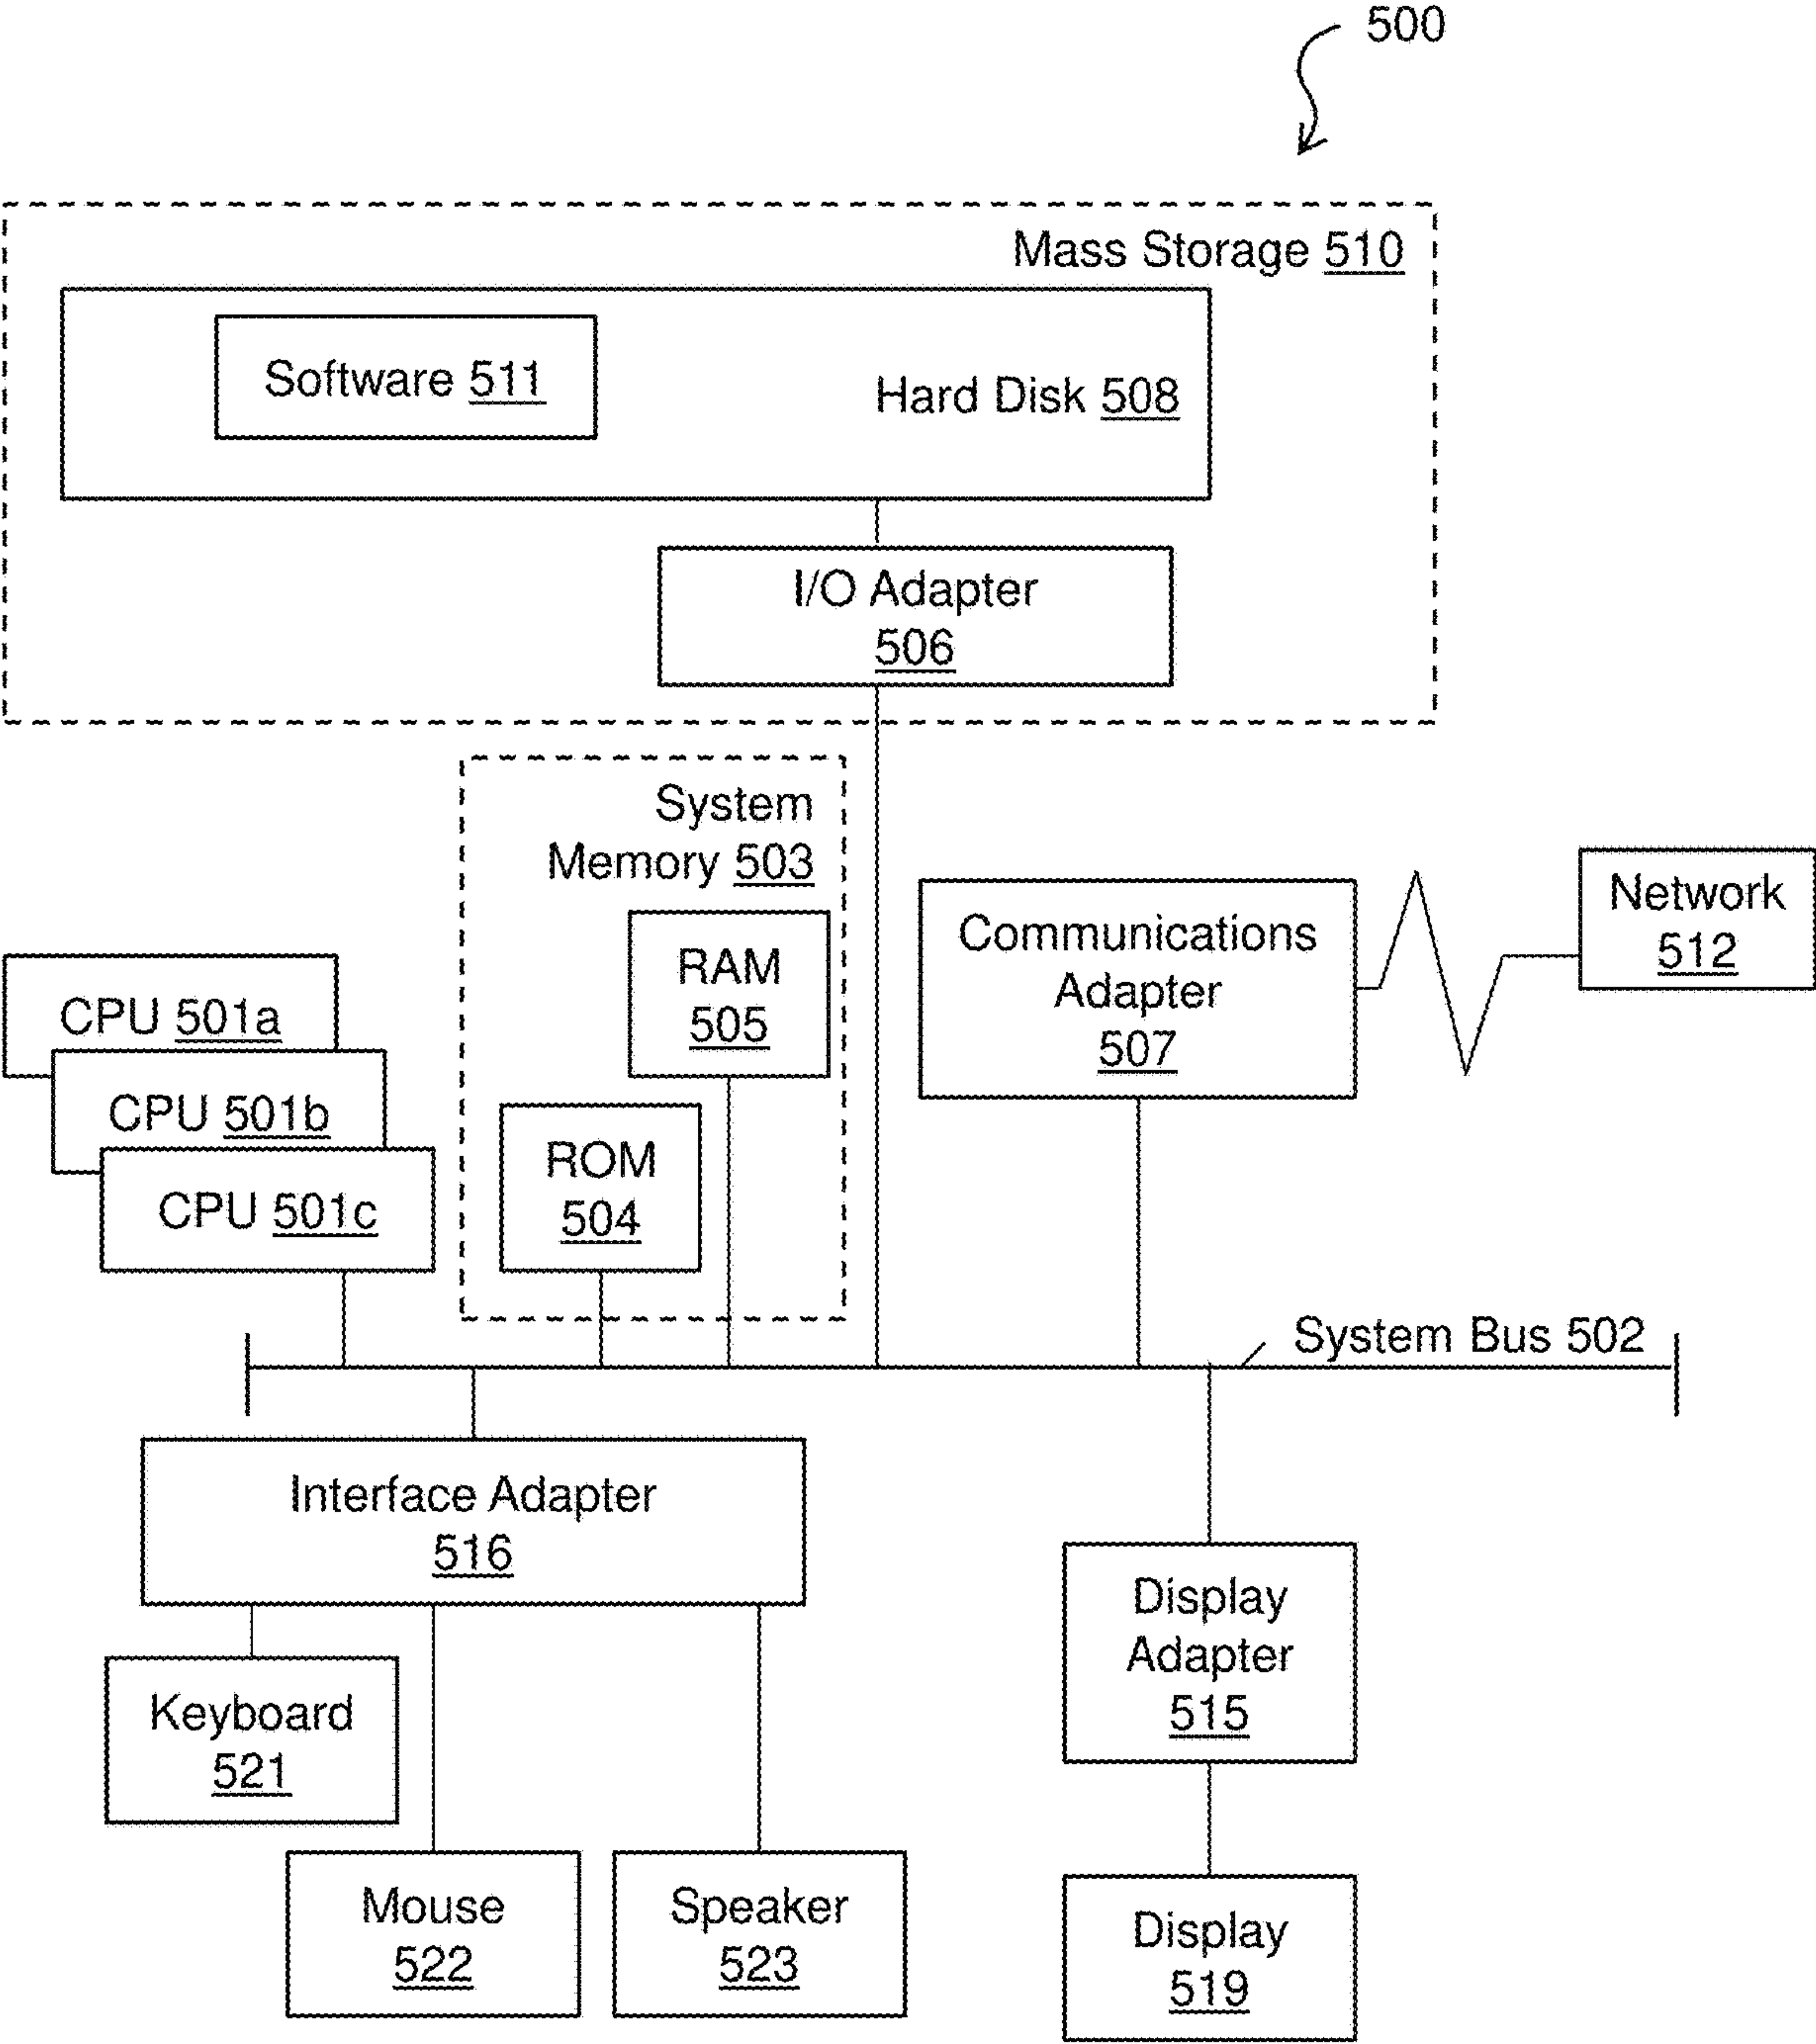 500
Mass Storage 510
Software 511
Hard Disk 508
I/O Adapter
506
System
Memory 503
RAM
505
ROM
504
Communications
Adapter
507
Network
512
CPU 501a
CPU 501b
CPU 501c
System Bus 502
Interface Adapter
516
Keyboard
521
Mouse
522
Speaker
523
Display
Adapter
515
Display
519